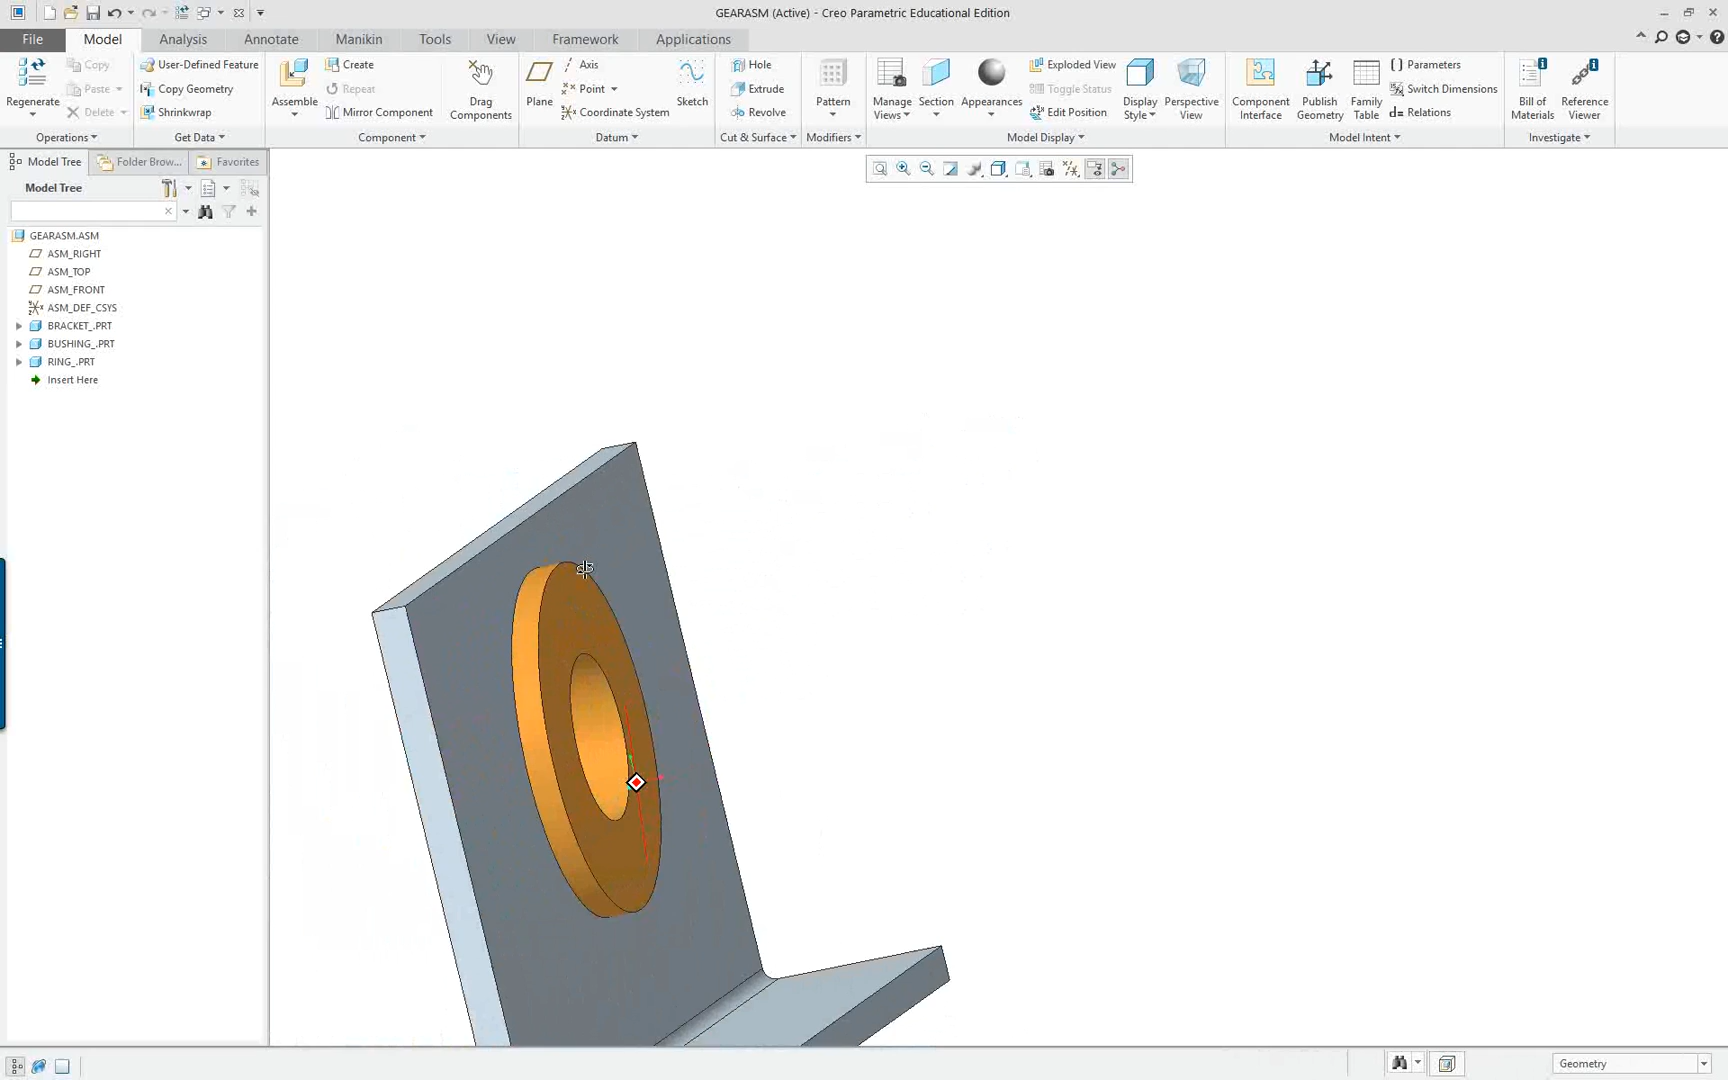 GEARASM (Active) - Creo Parametric Educational Edition
File Model Analysis Annotate Manikin Tools View Framework Applications
Regenerate
Copy
Paste
Delete
Operations
User-Defined Feature
Copy Geometry
Shrinkwrap
Get Data
Assemble
Create
Repeat
Mirror Component
Drag
Components
Component
Plane
Axis
Point
Coordinate System
Sketch
Datum
Hole
Extrude
Revolve
Cut & Surface
Pattern
Modifiers
Manage
Views
Section
Appearances
Exploded View
Toggle Status
Edit Position
Display
Style
Perspective
View
Model Display
Component
Interface
Publish
Geometry
Family
Table
Parameters
Switch Dimensions
d= Relations
Model Intent
Bill of
Materials
Reference
Viewer
Investigate
Model Tree Folder Brow... Favorites
Model Tree
GEARASM.ASM
ASM_RIGHT
ASM_TOP
ASM_FRONT
ASM_DEF_CSYS
BRACKET_.PRT
BUSHING_.PRT
RING_.PRT
Insert Here
Geometry